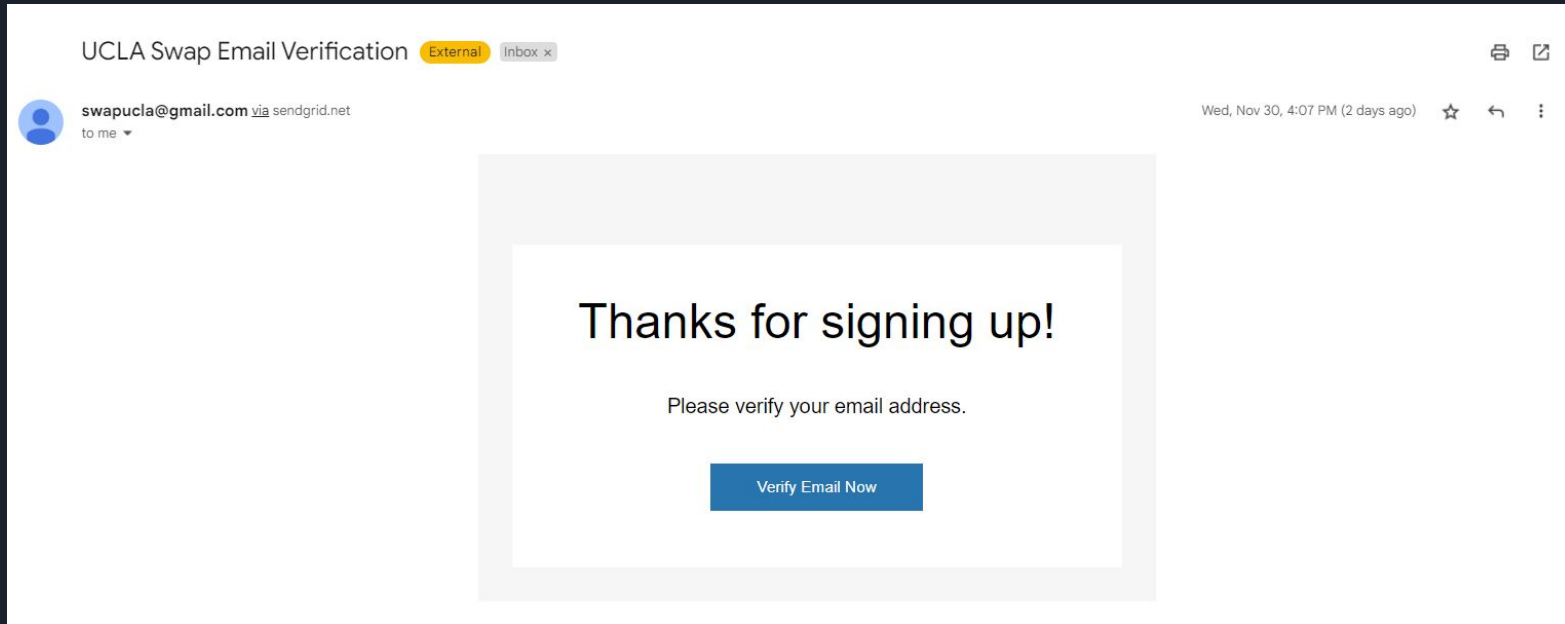 UCLA Swap Email Verification External Inbox ×
swapucla@gmail.com via sendgrid.net Wed, Nov 30, 4:07 PM (2 days ago)
to me
Thanks for signing up!
Please verify your email address.
Verify Email Now